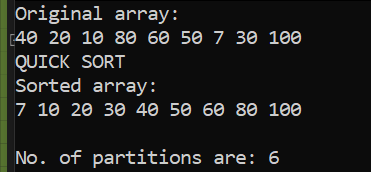 Original array:
40 20 10 80 60 50 7 30 100
QUICK SORT
Sorted array:
7 10 20 30 40 50 60 80 100
No. of partitions are: 6